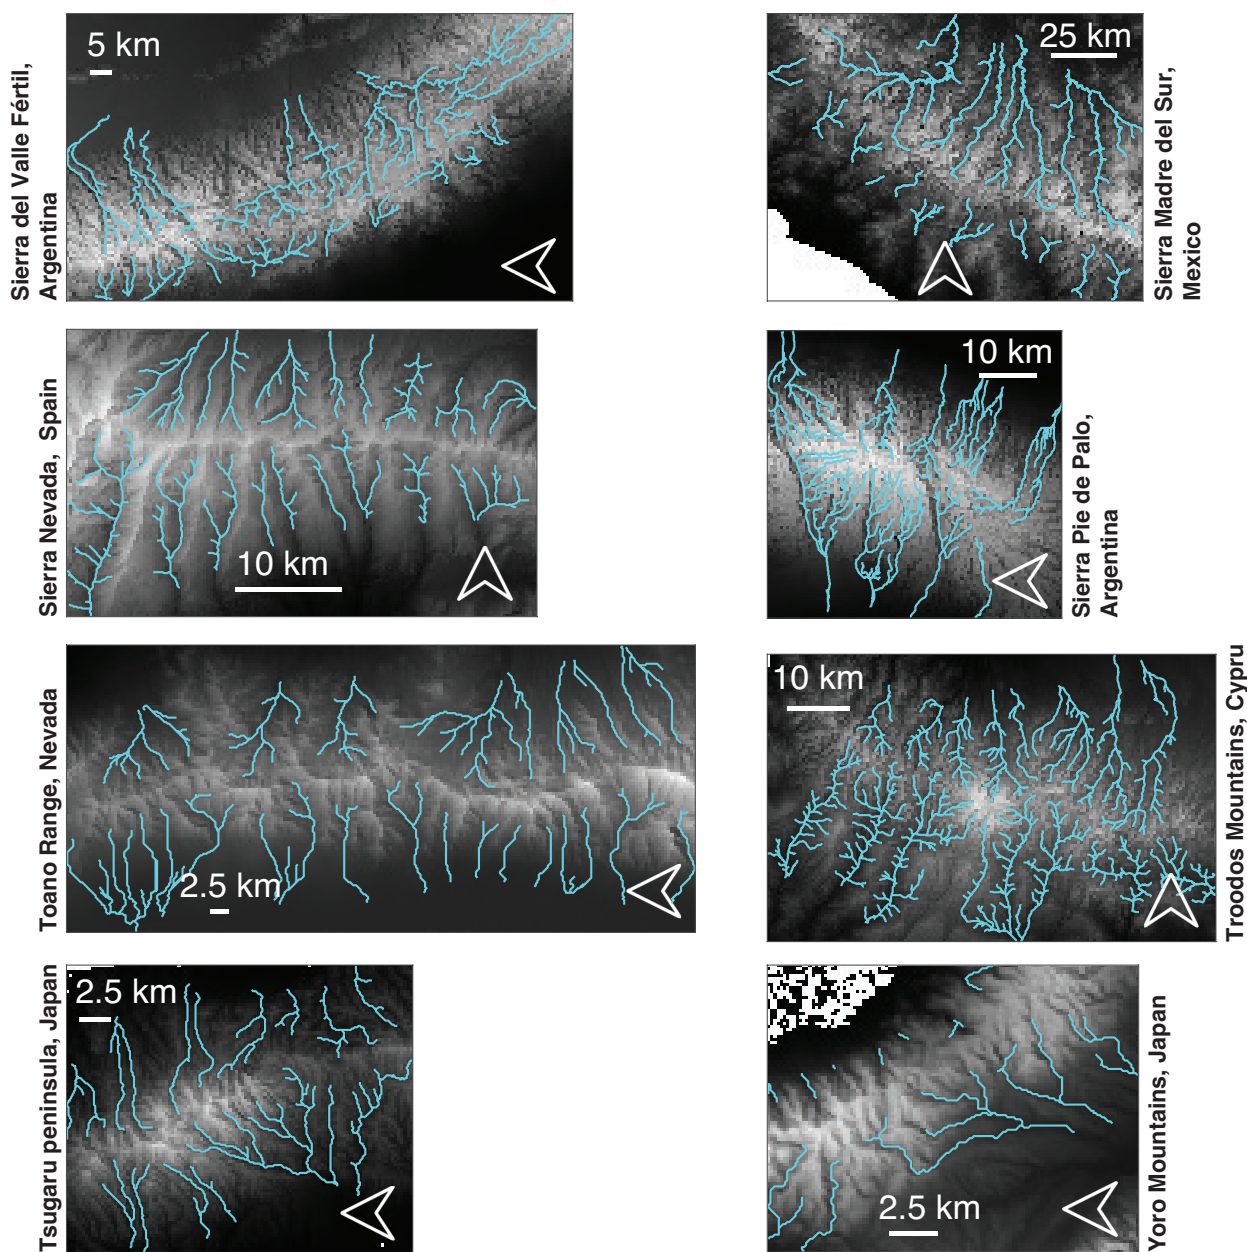 Sierra del Valle Fértil,
Argentina
5 km
25 km
Sierra Madre del Sur,
Mexico
Sierra Nevada, Spain
10 km
10 km
Sierra Pie de Palo,
Argentina
Toano Range, Nevada
2.5 km
10 km
Troodos Mountains, Cypru
Tsugaru peninsula, Japan
2.5 km
2.5 km
Yoro Mountains, Japan